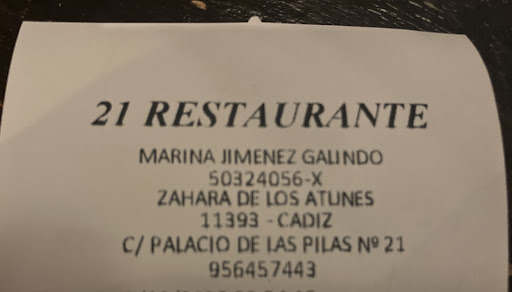 21 RESTAURANTE
MARINA JIMENEZ GALINDO
50324056-X
ZAHARA DE LOS ATUNES
11393 - CADIZ
C/ PALACIO DE LAS PILAS Nº 21
956457443